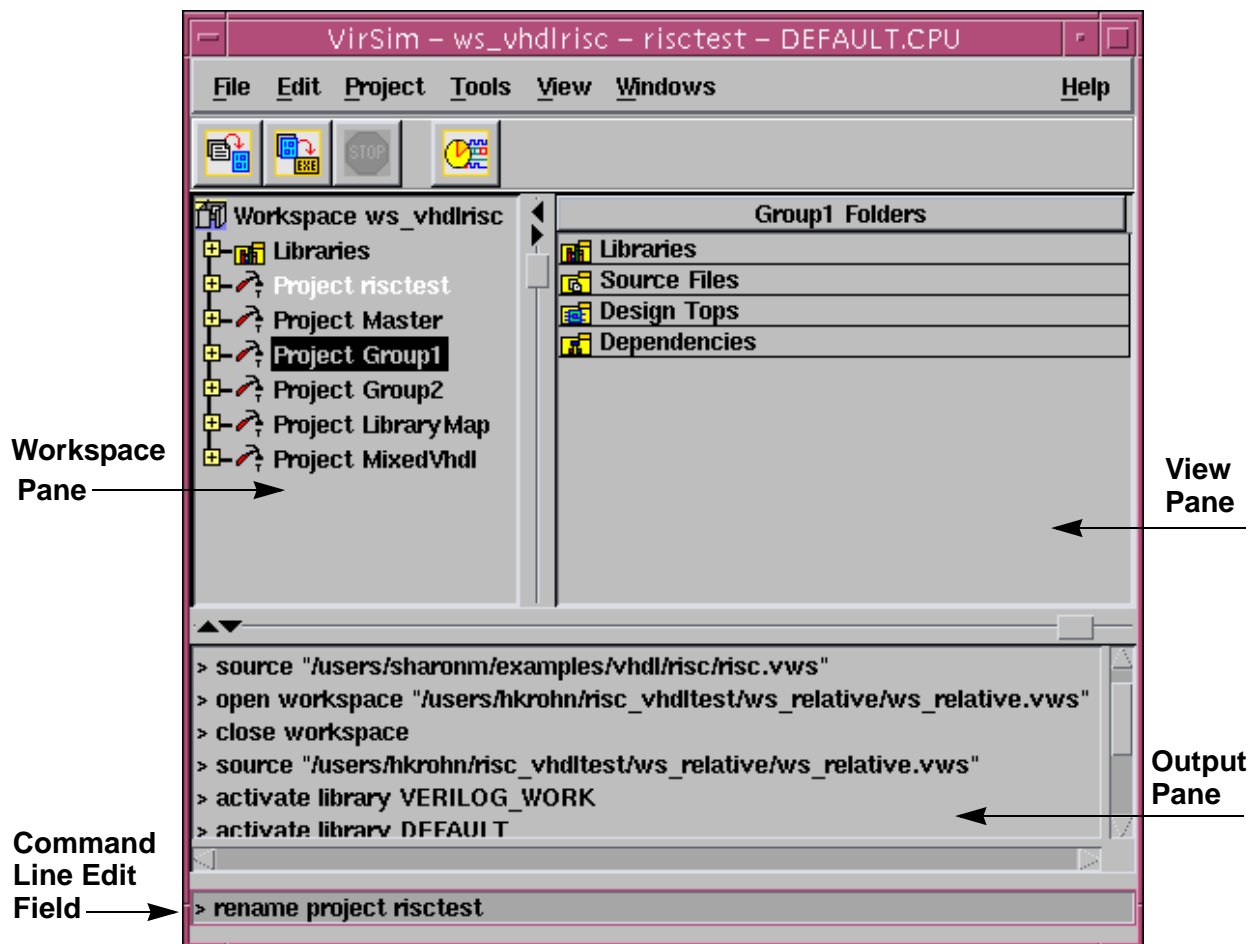 VirSim – ws_vhdlrisc – risctest – DEFAULT.CPU
File Edit Project Tools View Windows Help
EXE STOP
Workspace ws_vhdlrisc
Libraries
Project risctest
Project Master
Project Group1
Project Group2
Project LibraryMap
Project MixedVhdl
Group1 Folders
Libraries
Source Files
Design Tops
Dependencies
Workspace
Pane
View
Pane
> source "/users/sharonm/examples/vhdl/risc/risc.vws"
> open workspace "/users/hkrohn/risc_vhdltest/ws_relative/ws_relative.vws"
> close workspace
> source "/users/hkrohn/risc_vhdltest/ws_relative/ws_relative.vws"
> activate library VERILOG_WORK
> activate library DEFAULT
Output
Pane
Command
Line Edit
Field
> rename project risctest